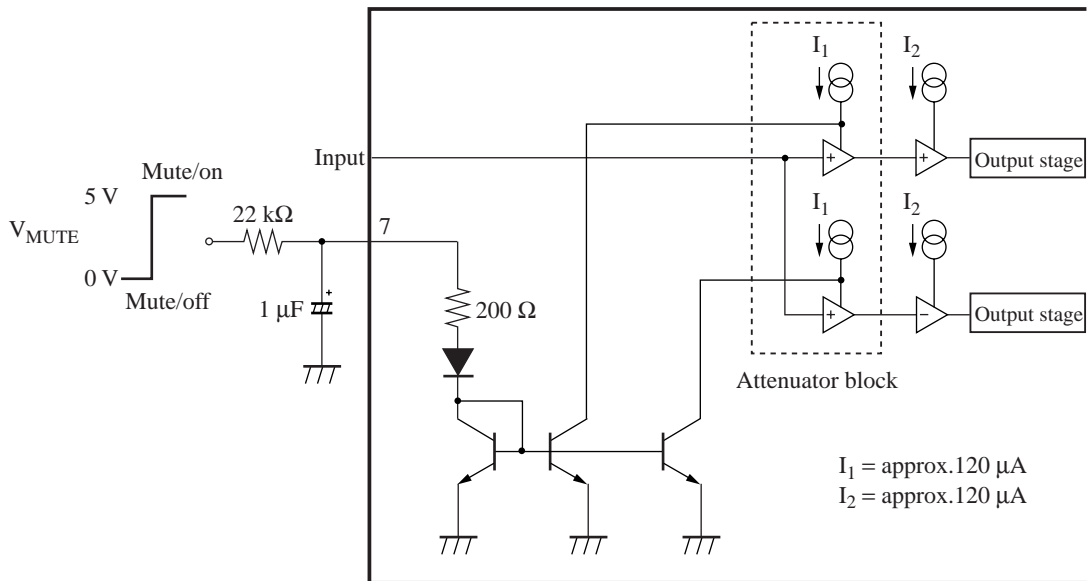 I1 I2
Input
+ + Output stage
Mute/on
5 V
VMUTE
22 kΩ
7
I1 I2
0 V
Mute/off
+
1 μF
200 Ω
+ − Output stage
Attenuator block
I1 = approx.120 μA
I2 = approx.120 μA